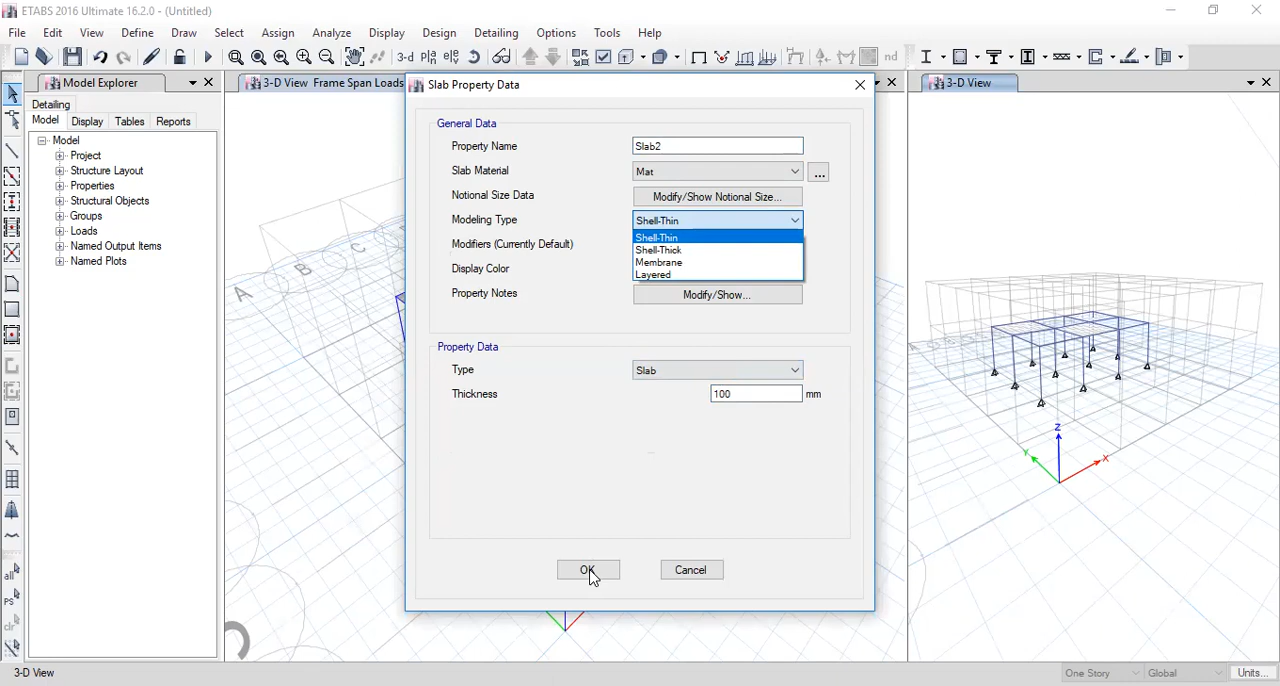 ETABS 2016 Ultimate 16.2.0 - (Untitled)
File Edit View Define Draw Select Assign Analyze Display Design Detailing Options Tools Help
3-d nd
Model Explorer
3-D View Frame Span Loads
3-D View
Detailing
Model Display Tables Reports
Model
Project
Structure Layout
Properties
Structural Objects
Groups
Loads
Named Output Items
Named Plots
all
PS
clr
Slab Property Data
General Data
Property Name Slab2
Slab Material Mat ...
Notional Size Data Modify/Show Notional Size...
Modeling Type Shell-Thin
Shell-Thin
Modifiers (Currently Default) Shell-Thick
Membrane
Display Color Layered
Property Notes Modify/Show...
Property Data
Type Slab
Thickness 100 mm
OK Cancel
A B C
Z
Y X
3-D View One Story Global Units...